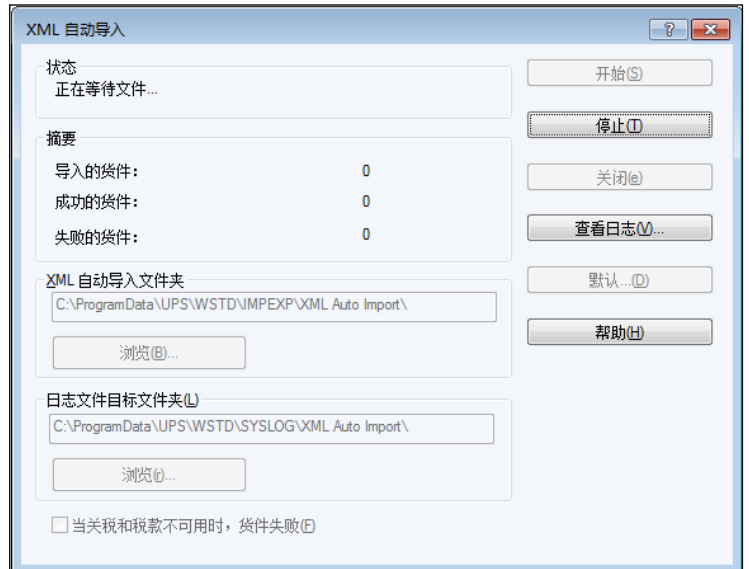 XML 自动导入
状态
正在等待文件...
摘要
导入的货件: 0
成功的货件: 0
失败的货件: 0
XML 自动导入文件夹
C:\ProgramData\UPS\WSTD\IMPEXP\XML Auto Import\
浏览(B)...
日志文件目标文件夹(L)
C:\ProgramData\UPS\WSTD\SYSLOG\XML Auto Import\
浏览(r)...
当关税和税款不可用时，货件失败(F)
开始(S)
停止(T)
关闭(e)
查看日志(V)...
默认...(D)
帮助(H)